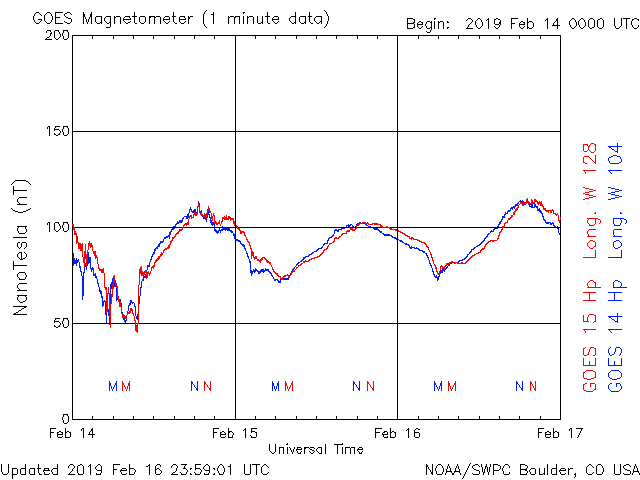 GOES Magnetometer (1 minute data)
Begin: 2019 Feb 14 0000 UTC
200
150
100
50
0
NanoTesla (nT)
M M N N M M N N M M N N
Feb 14 Feb 15 Feb 16 Feb 17
Universal Time
GOES 15 Hp Long. W 128
GOES 14 Hp Long. W 104
Updated 2019 Feb 16 23:59:01 UTC
NOAA/SWPC Boulder, CO USA